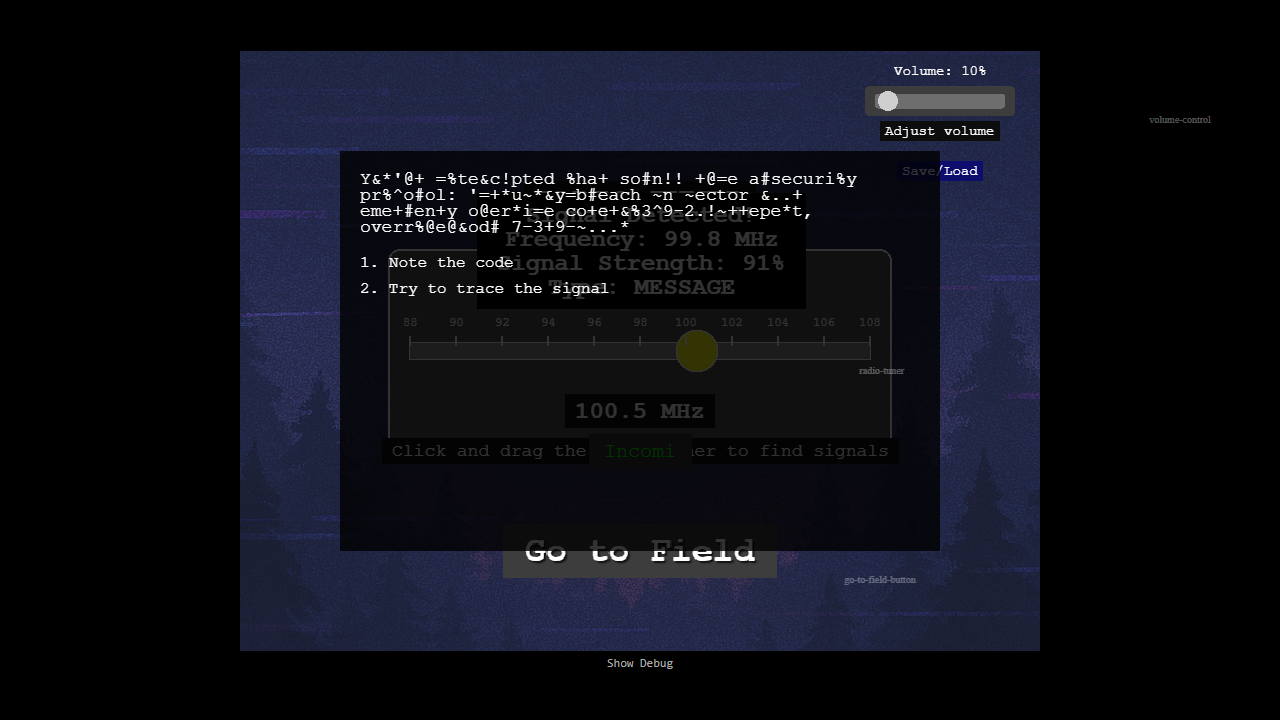 Volume: 10%
Adjust volume
volume-control
Save/Load
Y&*'@+ =%te&c!pted %ha+ so#n!! +@=e a#securi%y
pr%^o#ol: '=+*u~*&y=b#each ~n ~ector &..+
eme+#en+y o@er*i=e co+e+&%3^9-2.!~++epe*t,
overr%@e@&od# 7-3+9-~...*
Signal Detected!
Frequency: 99.8 MHz
Signal Strength: 91%
Type: MESSAGE
1. Note the code
2. Try to trace the signal
88 90 92 94 96 98 100 102 104 106 108
radio-tuner
100.5 MHz
Click and drag the er to find signals
Incomi
Go to Field
go-to-field-button
Show Debug